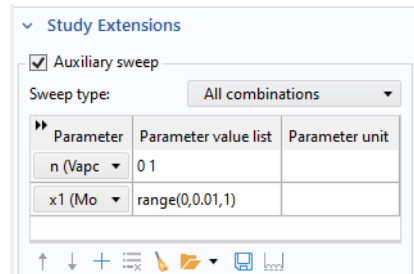 Study Extensions
Auxiliary sweep
Sweep type: All combinations
Parameter Parameter value list Parameter unit
n (Vapc 0 1
x1 (Mo range(0,0.01,1)